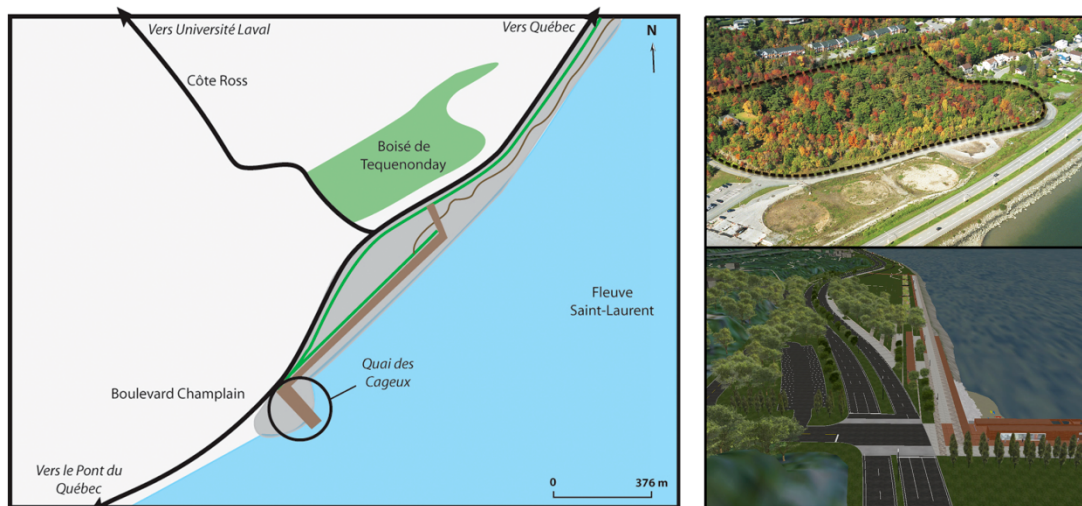 Vers Université Laval
Vers Québec
N
Côte Ross
Boisé de
Tequenonday
Fleuve
Saint-Laurent
Quai des
Cageux
Boulevard Champlain
Vers le Pont du
Québec
0 376 m